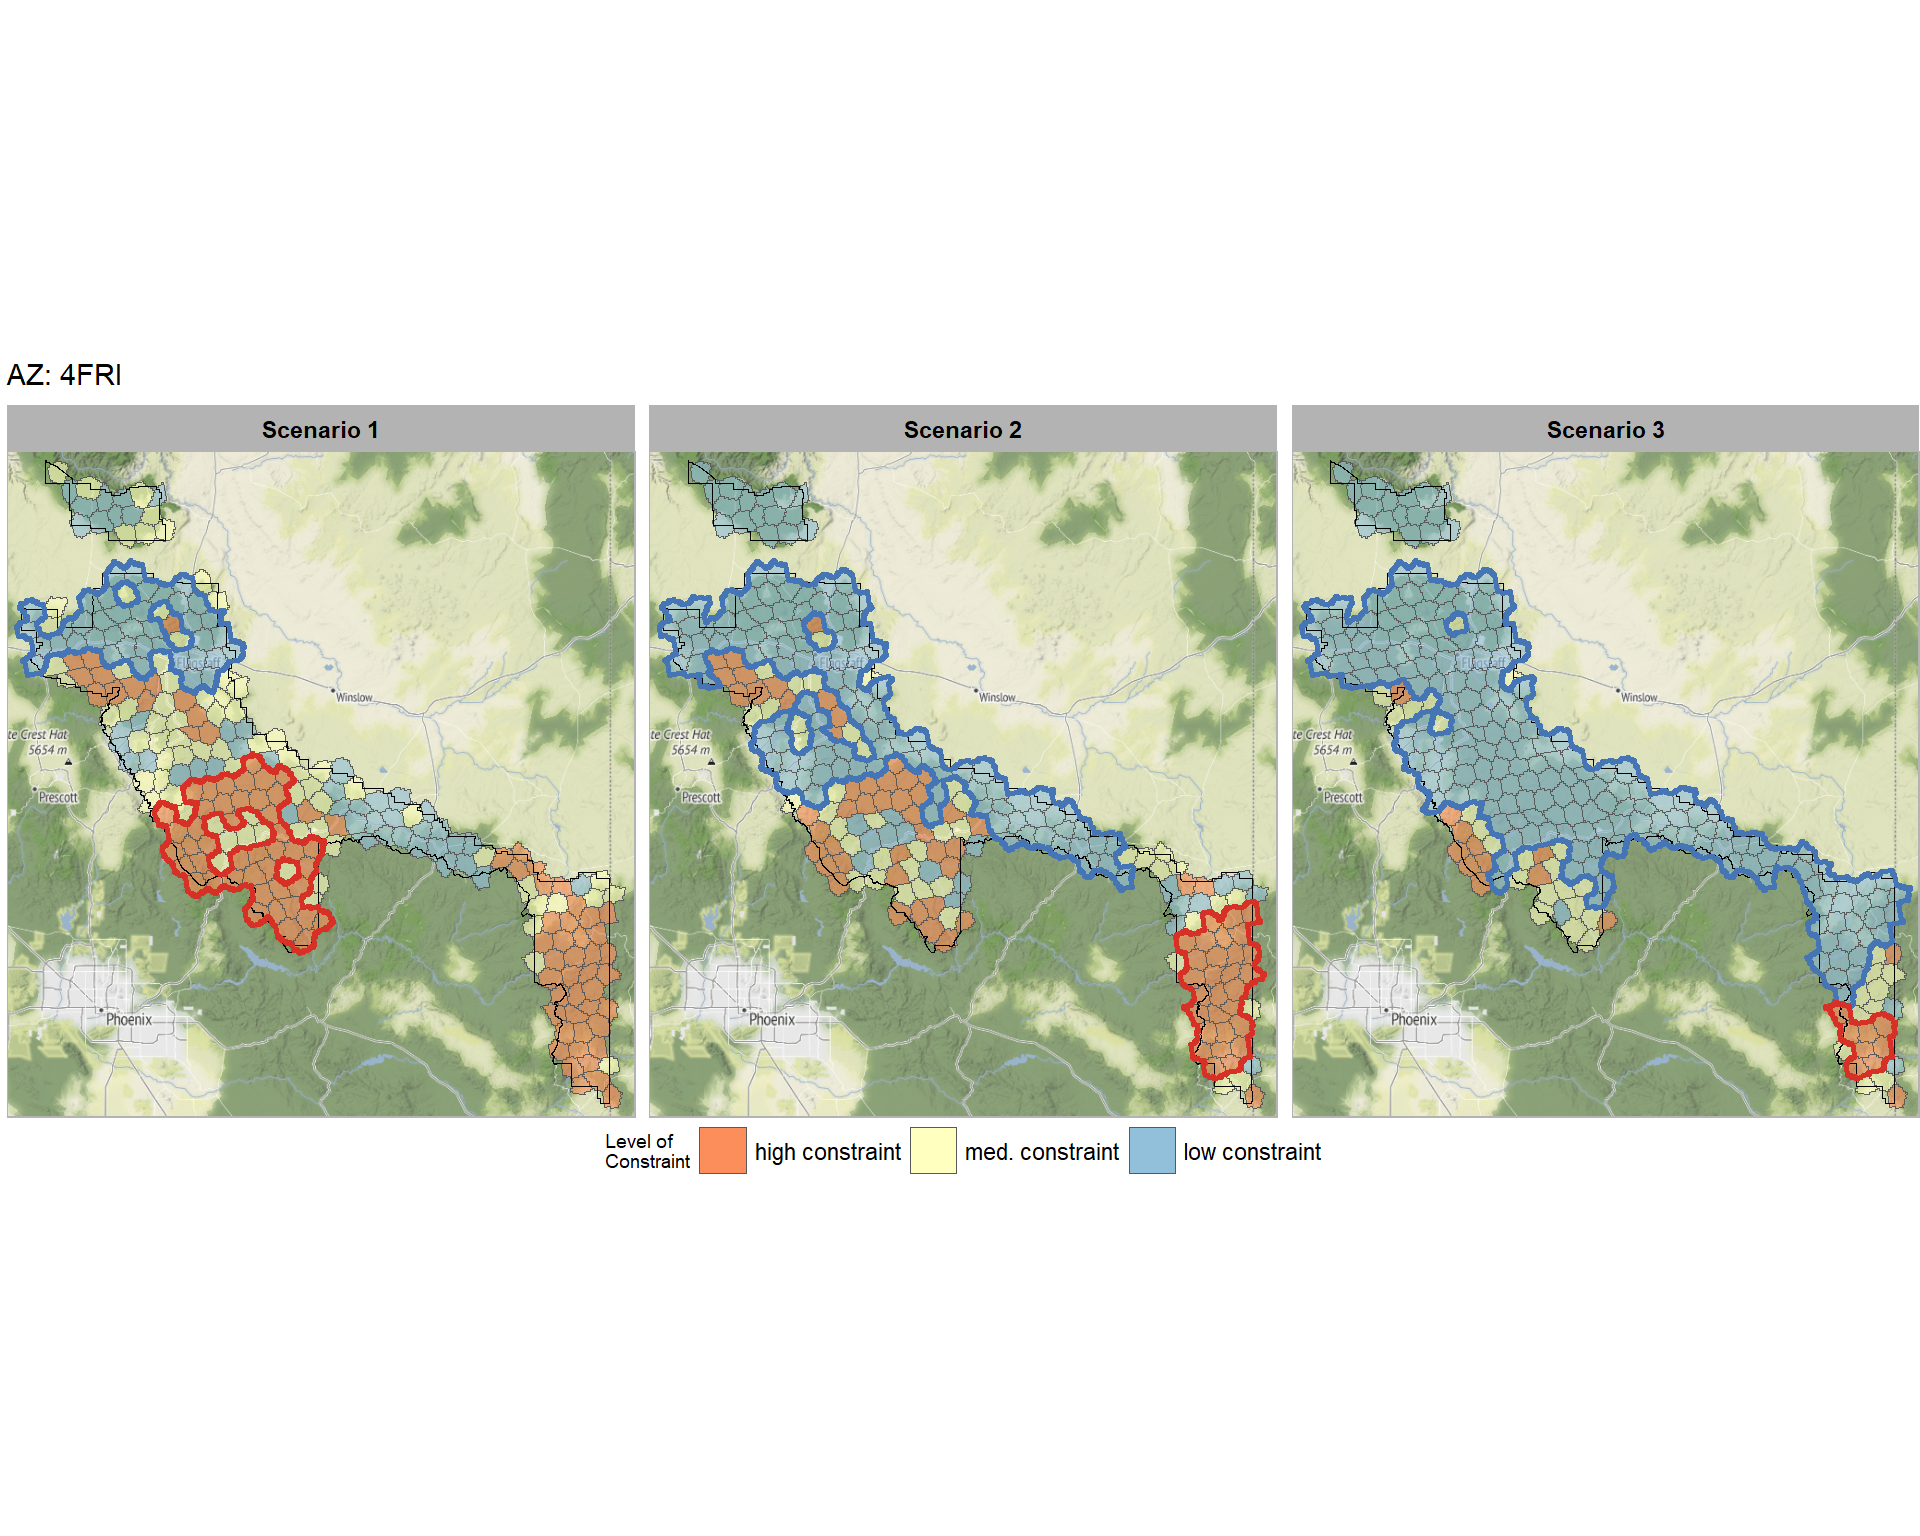 AZ: 4FRI
Scenario 1
Scenario 2
Scenario 3
Flagstaff
Winslow
te Crest Hat
5654 m
Prescott
Phoenix
Flagstaff
Winslow
te Crest Hat
5654 m
Prescott
Phoenix
Flagstaff
Winslow
te Crest Hat
5654 m
Prescott
Phoenix
Level of
Constraint
high constraint
med. constraint
low constraint